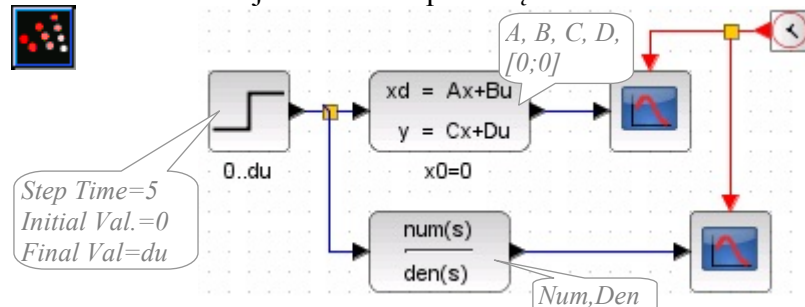 A, B, C, D,
[0;0]
xd = Ax+Bu
y = Cx+Du
0..du
x0=0
Step Time=5
Initial Val.=0
Final Val=du
num(s)
den(s)
Num,Den